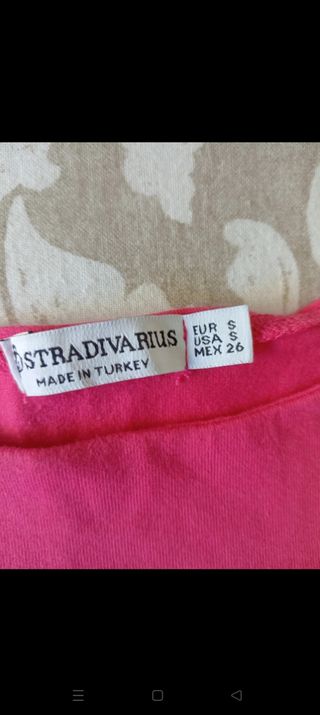 STRADIVARIUS
MADE IN TURKEY
EUR S
USA S
MEX 26